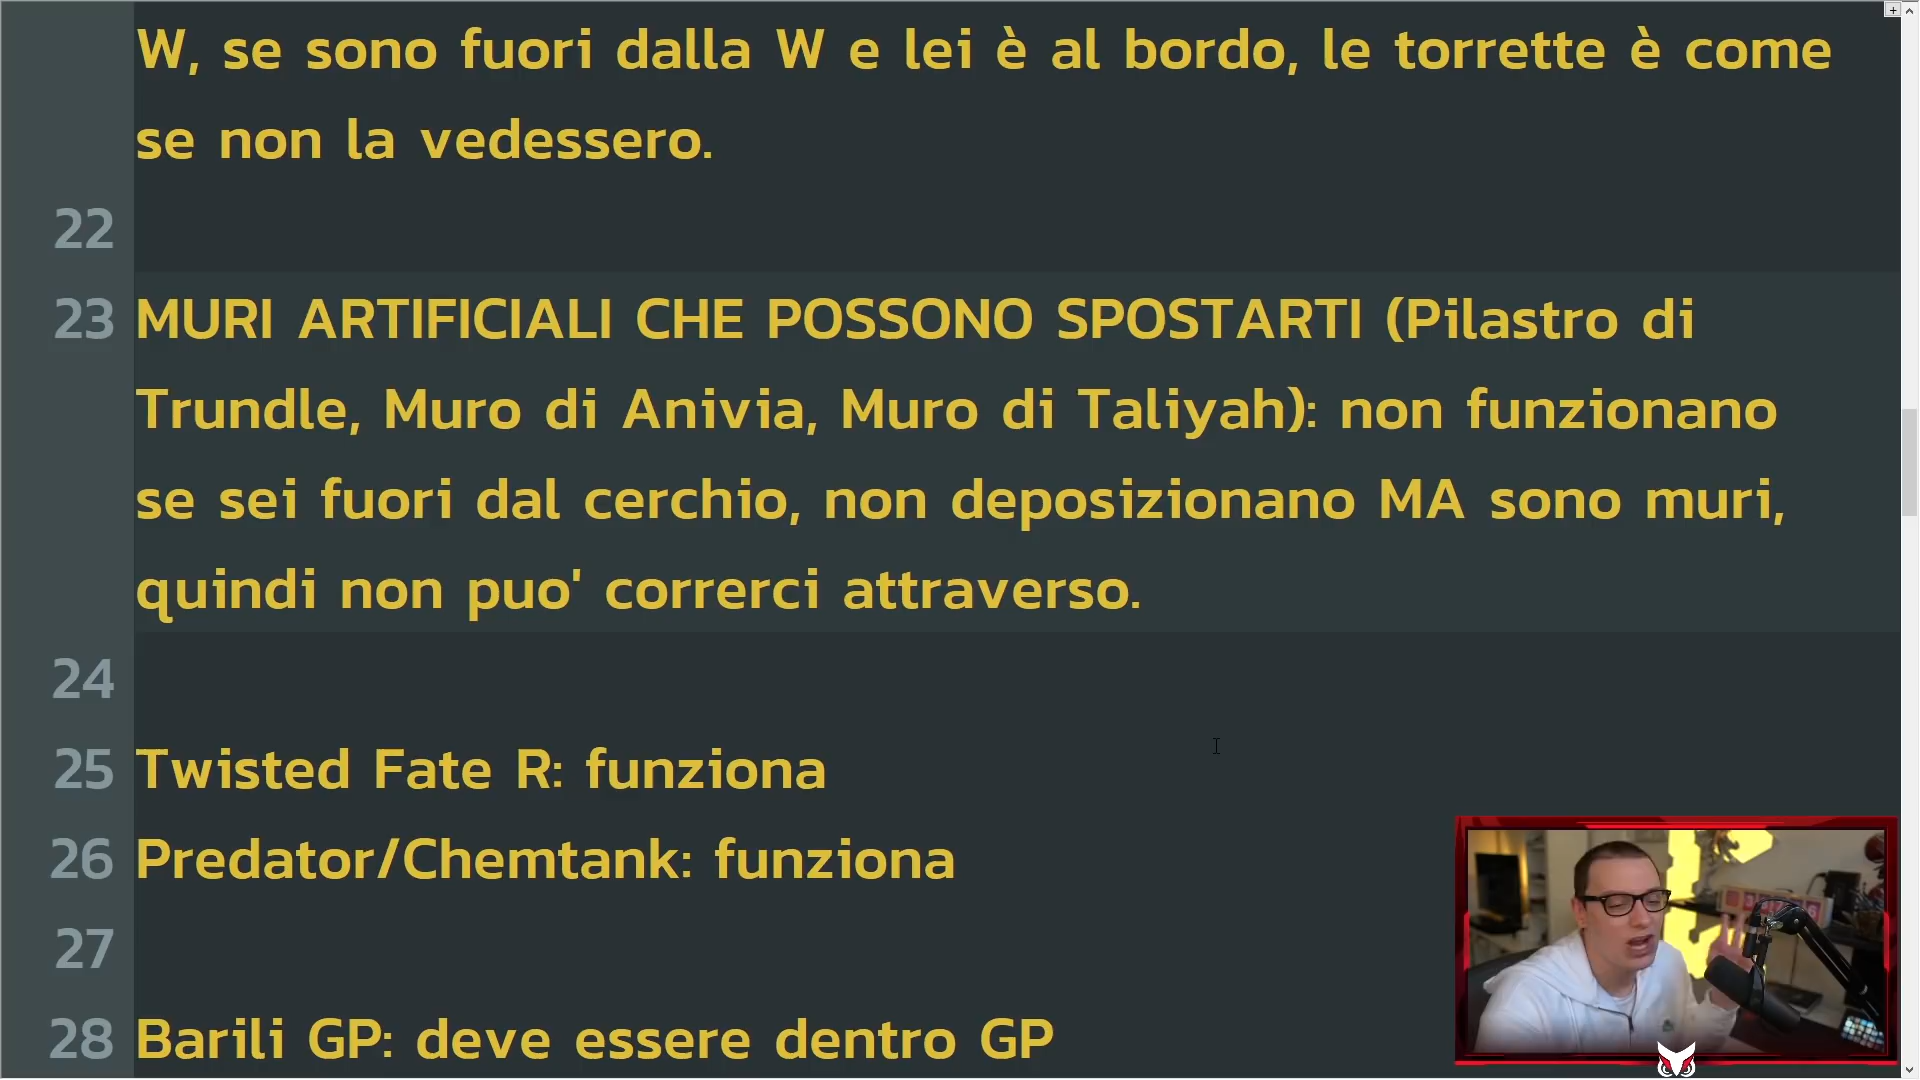 W, se sono fuori dalla W e lei è al bordo, le torrette è come
se non la vedessero.
22
23 MURI ARTIFICIALI CHE POSSONO SPOSTARTI (Pilastro di
Trundle, Muro di Anivia, Muro di Taliyah): non funzionano
se sei fuori dal cerchio, non deposizionano MA sono muri,
quindi non puo' correrci attraverso.
24
25 Twisted Fate R: funziona
26 Predator/Chemtank: funziona
27
28 Barili GP: deve essere dentro GP